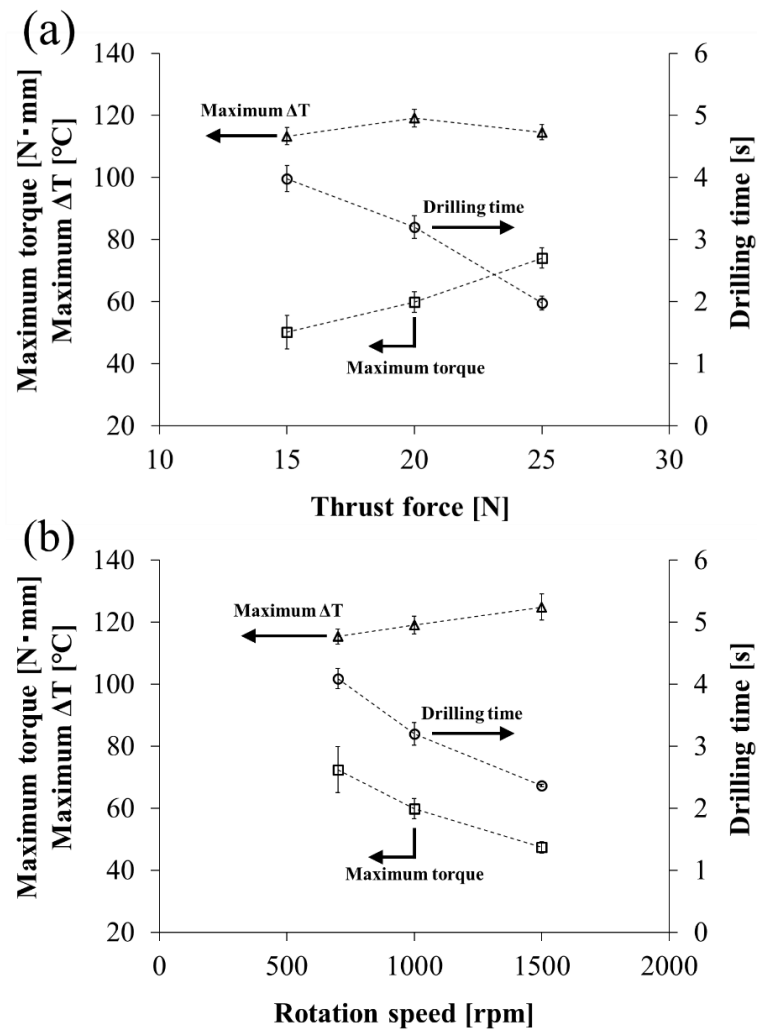 (a)
Maximum torque [N・mm]
Maximum ΔT [°C]
140
120
100
80
60
40
20
Maximum ΔT
Drilling time
Maximum torque
6
5
4
3
2
1
0
Drilling time [s]
10
15
20
25
30
Thrust force [N]
(b)
Maximum torque [N・mm]
Maximum ΔT [°C]
140
120
100
80
60
40
20
Maximum ΔT
Drilling time
Maximum torque
6
5
4
3
2
1
0
Drilling time [s]
0
500
1000
1500
2000
Rotation speed [rpm]